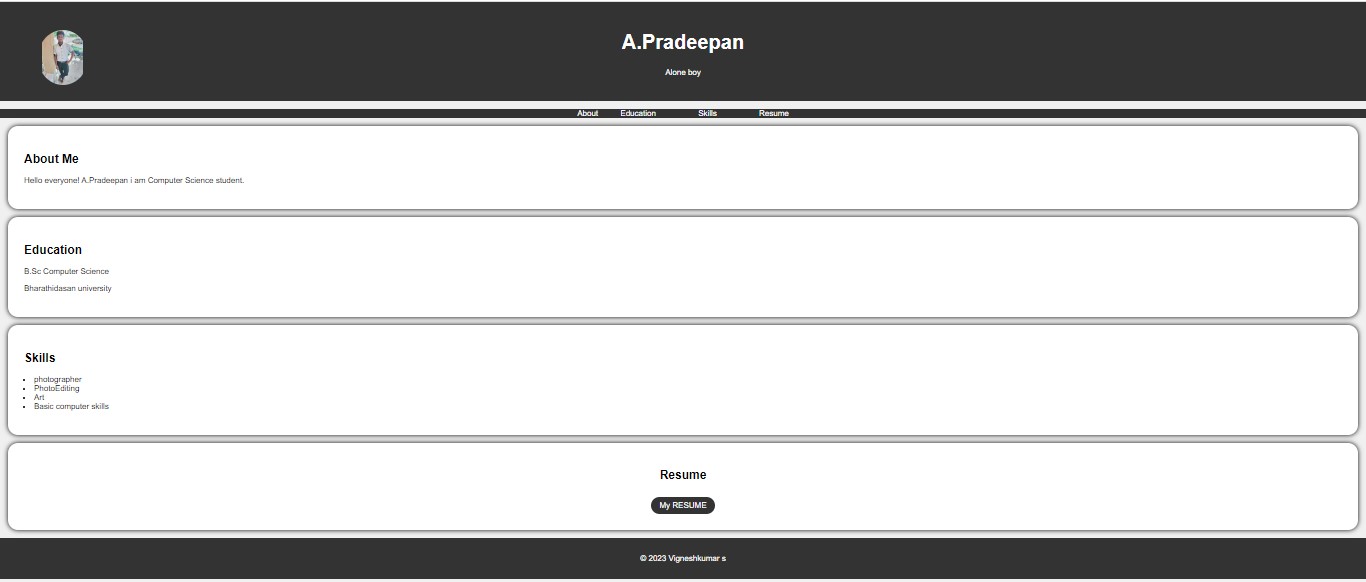 A.Pradeepan
Alone boy
About Education Skills Resume
About Me
Hello everyone! A.Pradeepan i am Computer Science student.
Education
B.Sc Computer Science
Bharathidasan university
Skills
photographer
PhotoEditing
Art
Basic computer skills
Resume
My RESUME
© 2023 Vigneshkumar s